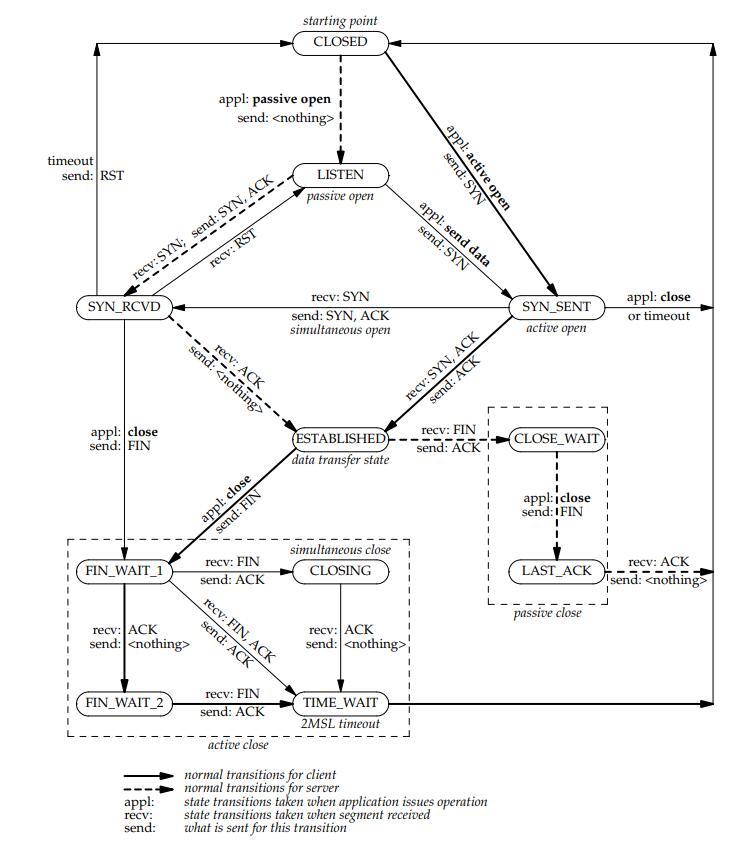 starting point
CLOSED
appl: passive open
send: <nothing>
appl: active open
send: SYN
timeout
send: RST
LISTEN
passive open
recv: SYN; send: SYN, ACK
recv: RST
appl: send data
send: SYN
SYN_RCVD
recv: SYN
send: SYN, ACK
simultaneous open
SYN_SENT
active open
appl: close
or timeout
recv: ACK
send: <nothing>
recv: SYN, ACK
send: ACK
appl: close
send: FIN
ESTABLISHED
data transfer state
recv: FIN
send: ACK
CLOSE_WAIT
appl: close
send: FIN
appl: close
send: FIN
simultaneous close
FIN_WAIT_1
recv: FIN
send: ACK
CLOSING
LAST_ACK
recv: ACK
send: <nothing>
passive close
recv: ACK
send: <nothing>
recv: FIN, ACK
send: ACK
recv: ACK
send: <nothing>
FIN_WAIT_2
recv: FIN
send: ACK
TIME_WAIT
2MSL timeout
active close
normal transitions for client
normal transitions for server
appl: state transitions taken when application issues operation
recv: state transitions taken when segment received
send: what is sent for this transition